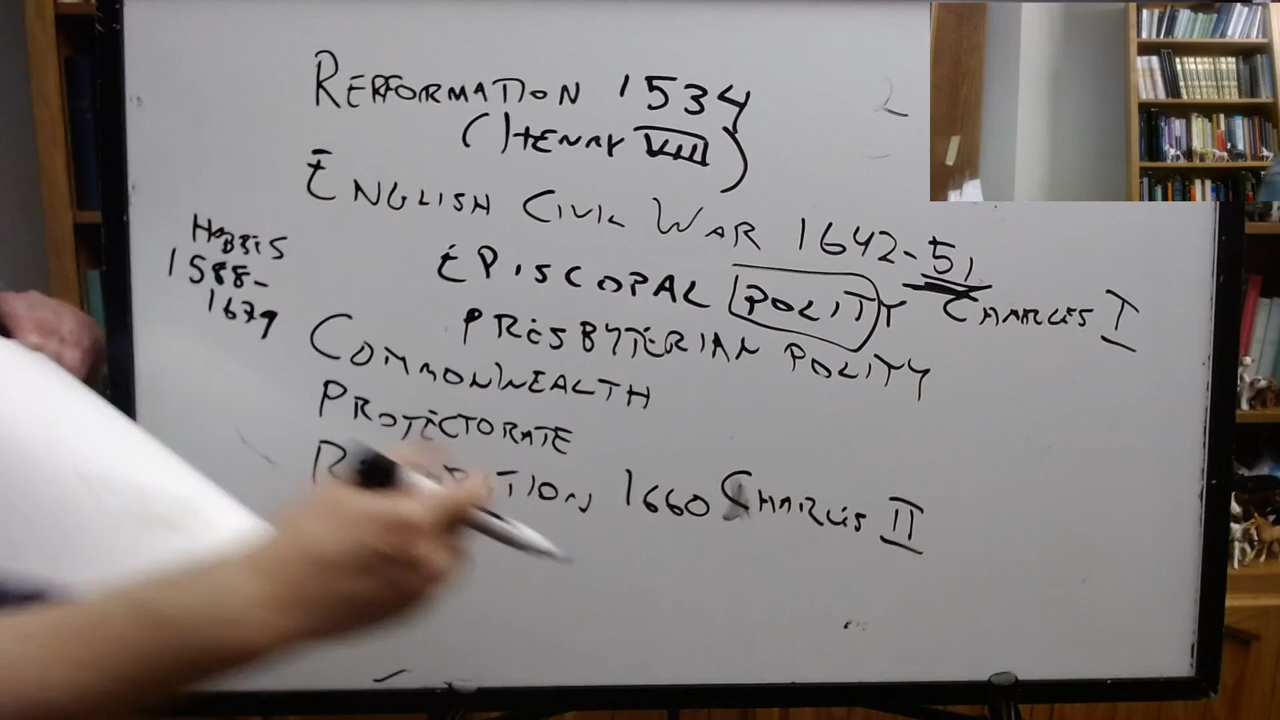 REFORMATION 1534
(HENRY VIII)
ENGLISH CIVIL WAR 1642-51
EPISCOPAL POLITY CHARLES I
PRESBYTERIAN POLITY
HOBBES
1588-
1679
COMMONWEALTH
PROTECTORATE
1660 CHARLES II